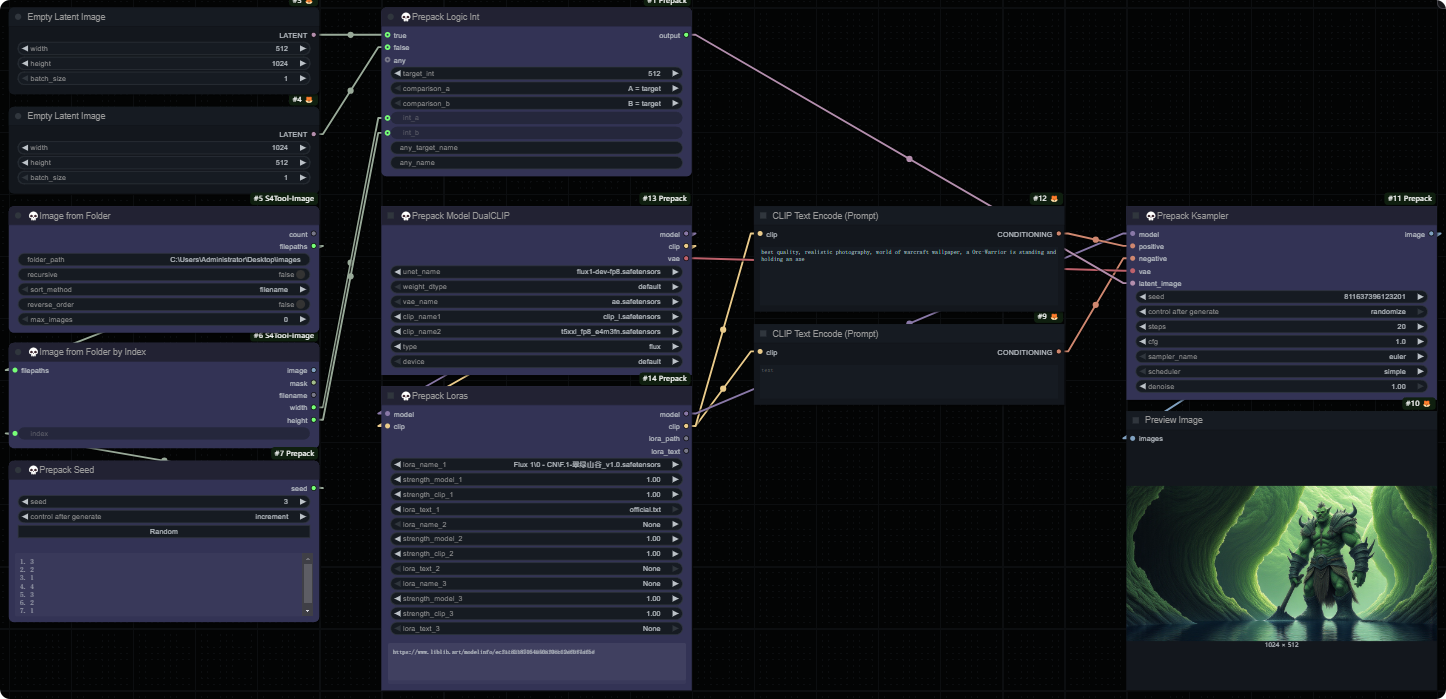 #3
Empty Latent Image
LATENT
width 512
height 1024
batch_size 1
#4
Empty Latent Image
LATENT
width 1024
height 512
batch_size 1
#5 S4Tool-Image
Image from Folder
count
filepaths
folder_path C:\Users\Administrator\Desktop\images
recursive false
sort_method filename
reverse_order false
max_images 0
#6 S4Tool-Image
Image from Folder by Index
filepaths image
mask
filename
width
height
index
#7 Prepack
Prepack Seed
seed
seed 3
control after generate increment
Random
1. 3
2. 2
3. 1
4. 4
5. 3
6. 2
7. 1
#1 Prepack
Prepack Logic Int
true output
false
any
target_int 512
comparison_a A = target
comparison_b B = target
int_a
int_b
any_target_name
any_name
#13 Prepack
Prepack Model DualCLIP
model
clip
vae
unet_name flux1-dev-fp8.safetensors
weight_dtype default
vae_name ae.safetensors
clip_name1 clip_l.safetensors
clip_name2 t5xxl_fp8_e4m3fn.safetensors
type flux
device default
#14 Prepack
Prepack Loras
model model
clip clip
lora_path
lora_text
lora_name_1 Flux 1\0 - CN\F.1-翠绿山谷_v1.0.safetensors
strength_model_1 1.00
strength_clip_1 1.00
lora_text_1 official.txt
lora_name_2 None
strength_model_2 1.00
strength_clip_2 1.00
lora_text_2 None
lora_name_3 None
strength_model_3 1.00
strength_clip_3 1.00
lora_text_3 None
#12
CLIP Text Encode (Prompt)
clip CONDITIONING
best quality, realistic photography, world of warcraft wallpaper, a Orc Warrior is standing and
holding an axe
#9
CLIP Text Encode (Prompt)
clip CONDITIONING
text
#11 Prepack
Prepack Ksampler
model image
positive
negative
vae
latent_image
seed 811637396123201
control after generate randomize
steps 20
cfg 1.0
sampler_name euler
scheduler simple
denoise 1.00
#10
Preview Image
images
1024 × 512